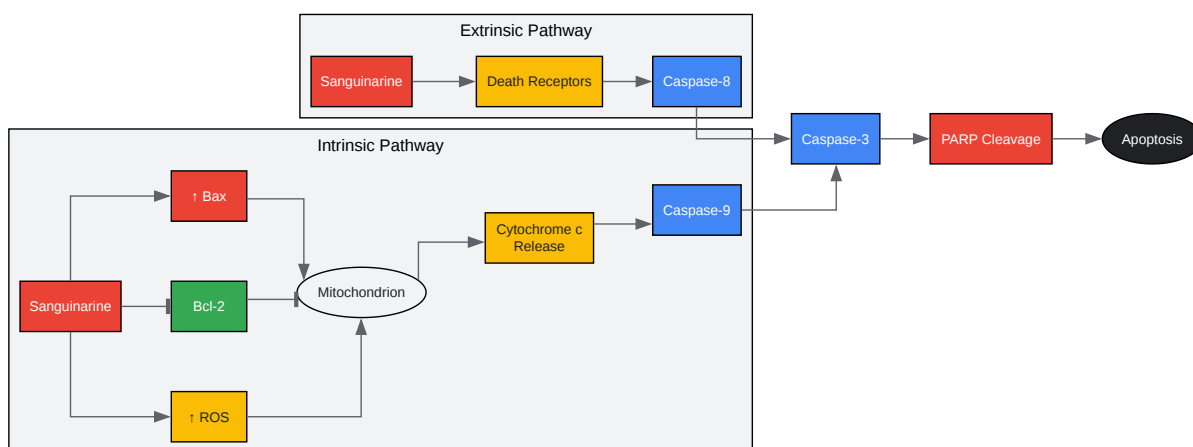 Extrinsic Pathway
Sanguinarine
Death Receptors
Caspase-8
Caspase-3
PARP Cleavage
Apoptosis
Intrinsic Pathway
↑ Bax
Caspase-9
Cytochrome c
Release
Sanguinarine
Bcl-2
Mitochondrion
↑ ROS